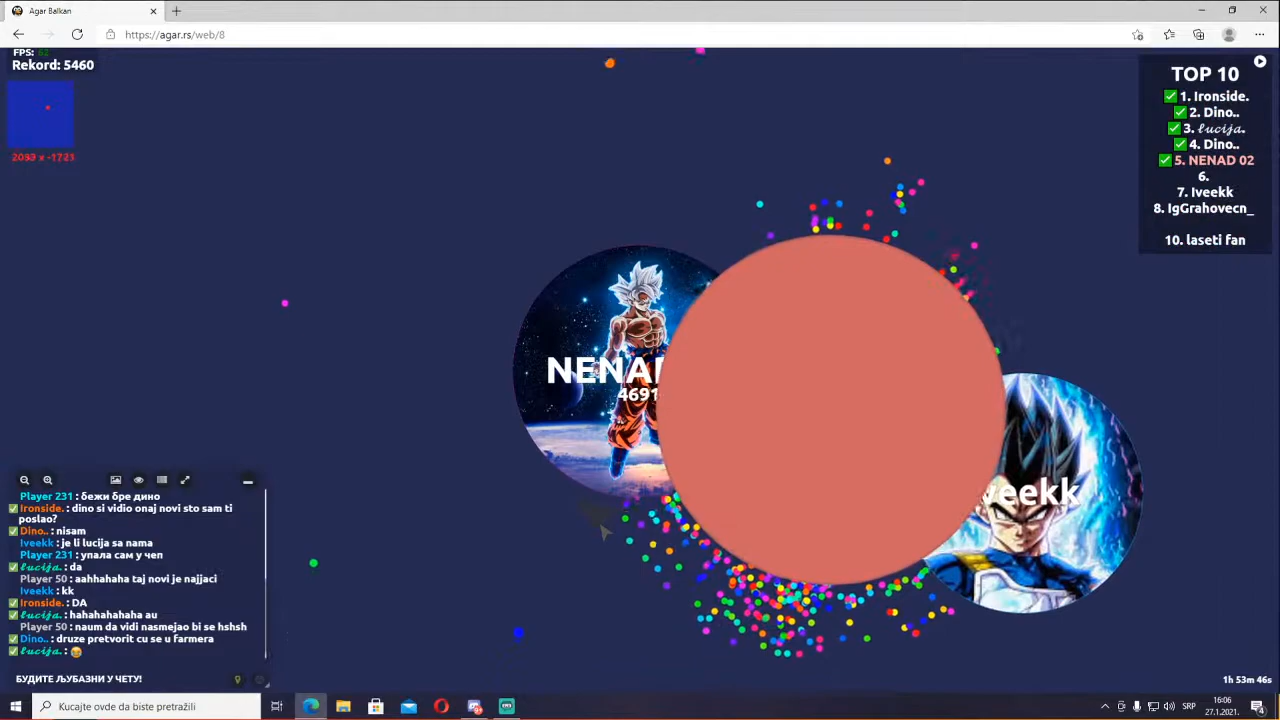 Agar Balkan
https://agar.rs/web/8
FPS: 62
Rekord: 5460
TOP 10
✅ 1. Ironside.
✅ 2. Dino..
✅ 3. 𝓵𝓾𝓬𝓲𝓳𝓪.
✅ 4. Dino..
✅ 5. NENAD 02
6.
7. Iveekk
8. IgGrahovecn_
10. laseti fan
NENAD
4691
veekk
Player 231 : бежи бре дино
✅ Ironside. : dino si vidio onaj novi sto sam ti
poslao?
✅ Dino.. : nisam
Iveekk : je li lucija sa nama
Player 231 : упала сам у чеп
✅ 𝓵𝓾𝓬𝓲𝓳𝓪. : da
Player 50 : aahhahaha taj novi je najjaci
Iveekk : kk
✅ Ironside. : DA
✅ 𝓵𝓾𝓬𝓲𝓳𝓪. : hahahahahaha au
Player 50 : naum da vidi nasmejao bi se hshsh
✅ Dino.. : druze pretvorit cu se u farmera
✅ 𝓵𝓾𝓬𝓲𝓳𝓪. : 😂
БУДИТЕ ЉУБАЗНИ У ЧЕТУ!
1h 53m 46s
Kucajte ovde da biste pretražili
SRP
16:06
27.1.2021.
4